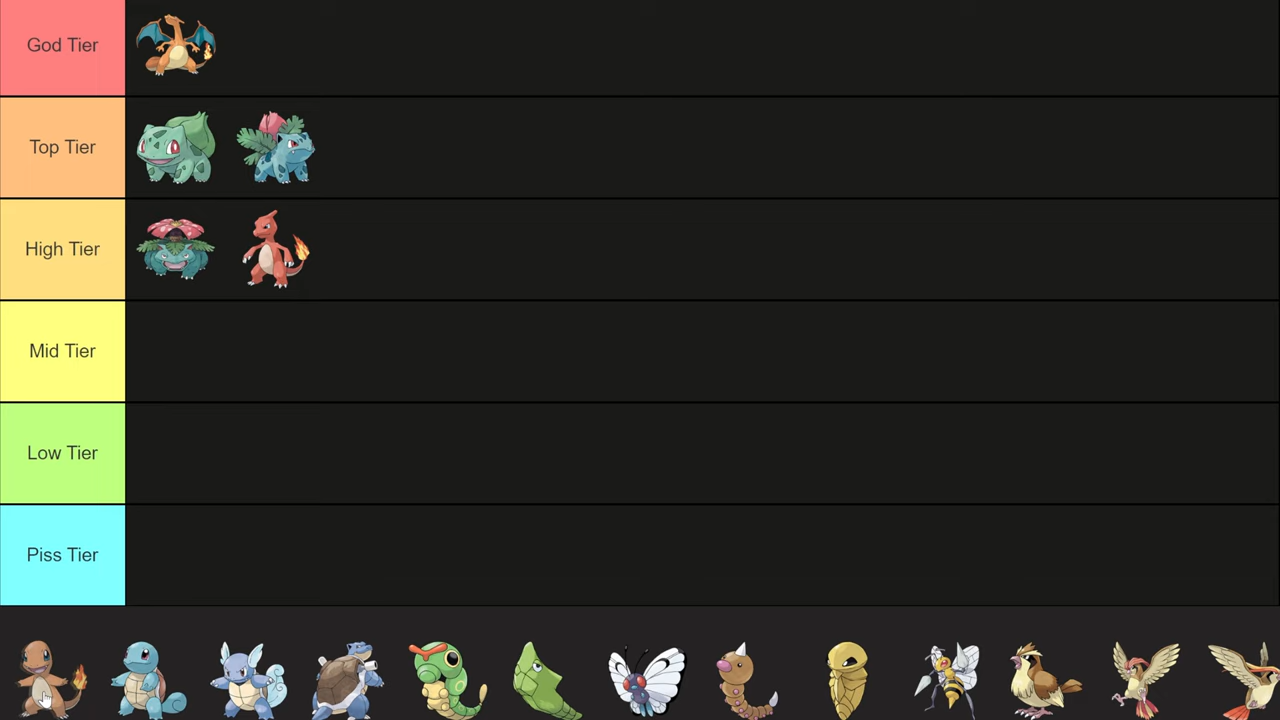 God Tier
Top Tier
High Tier
Mid Tier
Low Tier
Piss Tier